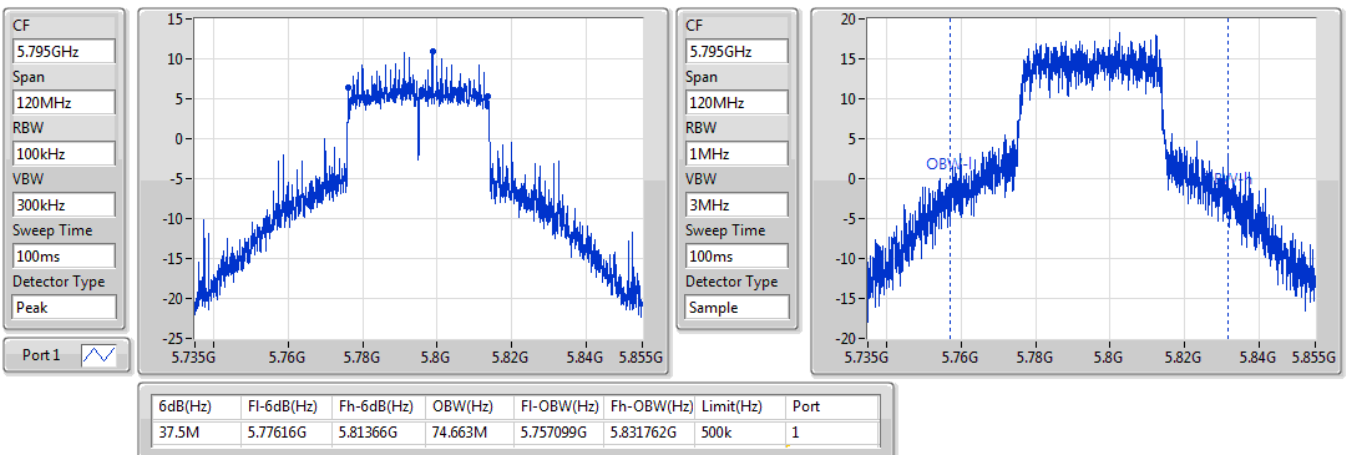 CF
5.795GHz
Span
120MHz
RBW
100kHz
VBW
300kHz
Sweep Time
100ms
Detector Type
Peak
Port 1
15
10
5
0
-5
-10
-15
-20
-25
5.735G 5.76G 5.78G 5.8G 5.82G 5.84G 5.855G
CF
5.795GHz
Span
120MHz
RBW
1MHz
VBW
3MHz
Sweep Time
100ms
Detector Type
Sample
20
15
10
5
0
-5
-10
-15
-20
5.735G 5.76G 5.78G 5.8G 5.82G 5.84G 5.855G
6dB(Hz) Fl-6dB(Hz) Fh-6dB(Hz) OBW(Hz) Fl-OBW(Hz) Fh-OBW(Hz) Limit(Hz) Port
37.5M 5.77616G 5.81366G 74.663M 5.757099G 5.831762G 500k 1